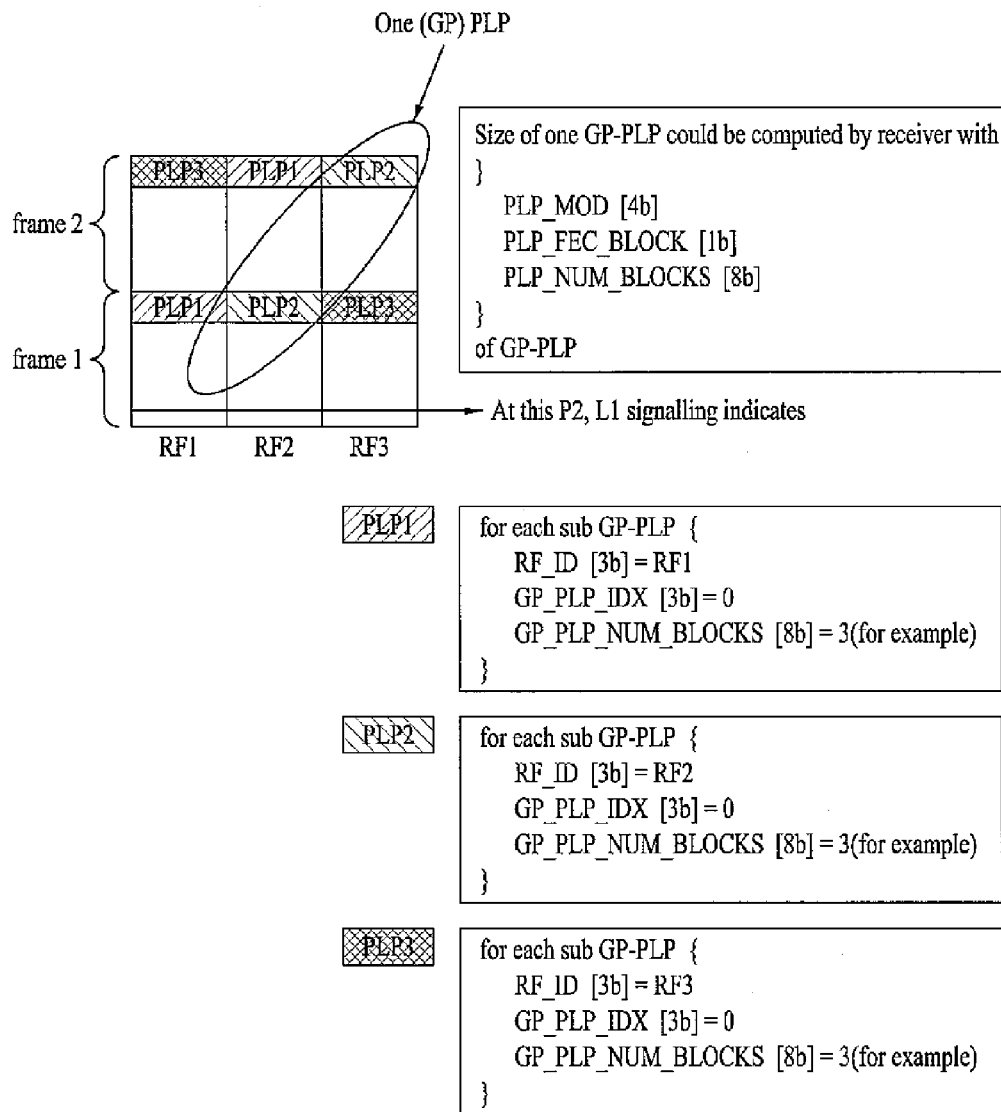 One (GP) PLP
Size of one GP-PLP could be computed by receiver with
}
PLP_MOD [4b]
PLP_FEC_BLOCK [1b]
PLP_NUM_BLOCKS [8b]
}
of GP-PLP
frame 2
PLP3 PLP1 PLP2
frame 1
PLP1 PLP2 PLP3
At this P2, L1 signalling indicates
RF1 RF2 RF3
PLP1
for each sub GP-PLP {
RF_ID [3b] = RF1
GP_PLP_IDX [3b] = 0
GP_PLP_NUM_BLOCKS [8b] = 3(for example)
}
PLP2
for each sub GP-PLP {
RF_ID [3b] = RF2
GP_PLP_IDX [3b] = 0
GP_PLP_NUM_BLOCKS [8b] = 3(for example)
}
PLP3
for each sub GP-PLP {
RF_ID [3b] = RF3
GP_PLP_IDX [3b] = 0
GP_PLP_NUM_BLOCKS [8b] = 3(for example)
}